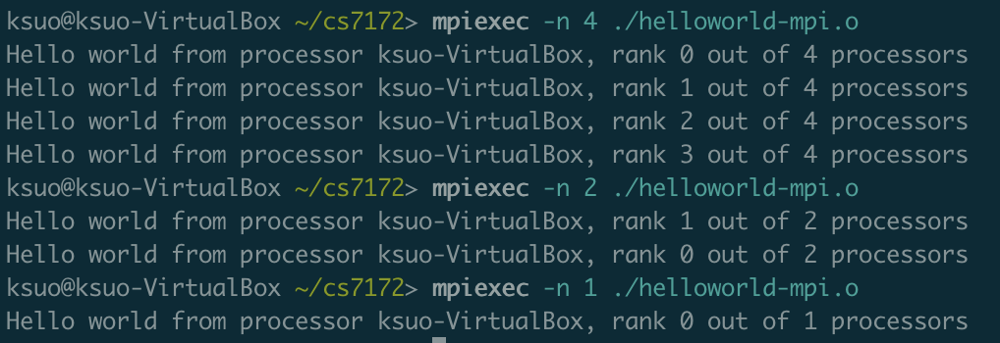 ksuo@ksuo-VirtualBox ~/cs7172> mpiexec -n 4 ./helloworld-mpi.o
Hello world from processor ksuo-VirtualBox, rank 0 out of 4 processors
Hello world from processor ksuo-VirtualBox, rank 1 out of 4 processors
Hello world from processor ksuo-VirtualBox, rank 2 out of 4 processors
Hello world from processor ksuo-VirtualBox, rank 3 out of 4 processors
ksuo@ksuo-VirtualBox ~/cs7172> mpiexec -n 2 ./helloworld-mpi.o
Hello world from processor ksuo-VirtualBox, rank 1 out of 2 processors
Hello world from processor ksuo-VirtualBox, rank 0 out of 2 processors
ksuo@ksuo-VirtualBox ~/cs7172> mpiexec -n 1 ./helloworld-mpi.o
Hello world from processor ksuo-VirtualBox, rank 0 out of 1 processors